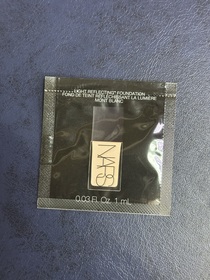 LIGHT REFLECTING™ FOUNDATION
FOND DE TEINT RÉFLÉCHISSANT LA LUMIÈRE
MONT BLANC
NARS
0.03 FL. Oz. 1 mL